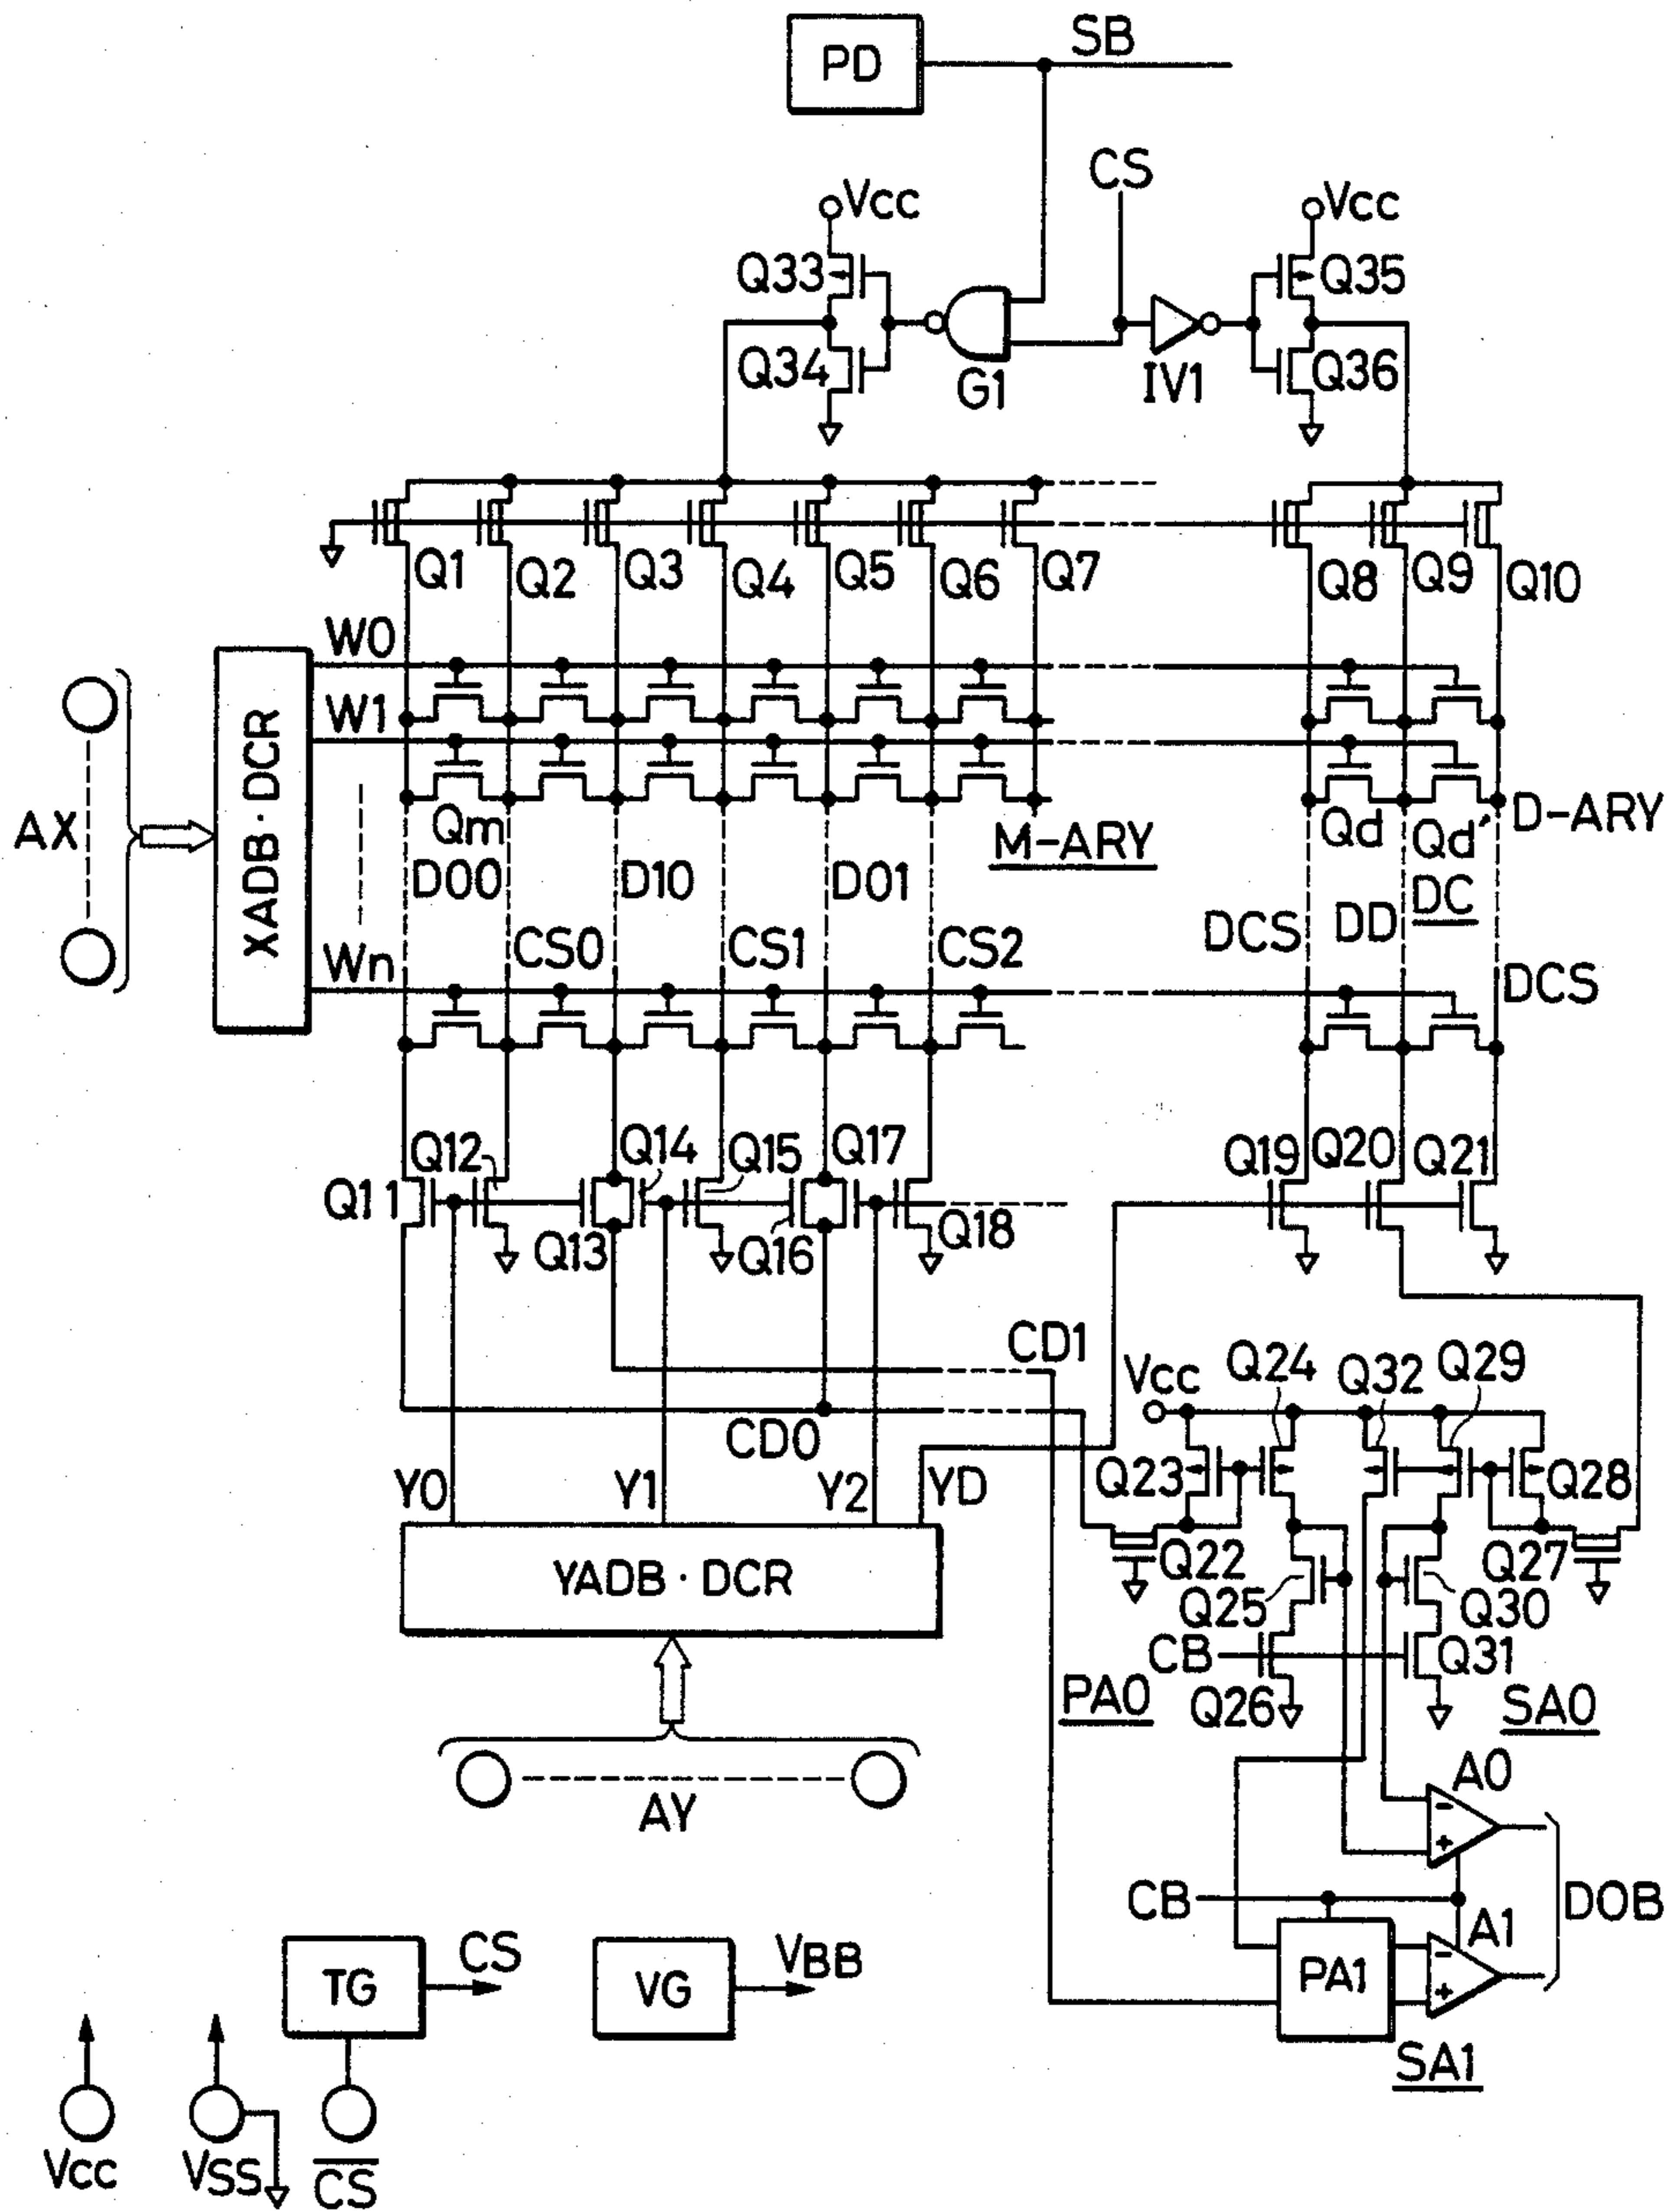 PD
SB
CS
Vcc
Vcc
Q33
Q35
Q34
G1
IV1
Q36
Q1
Q2
Q3
Q4
Q5
Q6
Q7
Q8
Q9
Q10
W0
W1
XADB·DCR
AX
Qm
M-ARY
Qd
Qd'
D-ARY
D00
D10
D01
DC
DD
DCS
CS0
CS1
CS2
Wn
DCS
Q11
Q12
Q13
Q14
Q15
Q16
Q17
Q18
Q19
Q20
Q21
CD1
CD0
Vcc
Q24
Q32
Q29
Q23
Q28
Y0
Y1
Y2
YD
YADB·DCR
Q22
Q27
Q25
Q30
CB
Q31
Q26
PA0
SA0
AY
A0
-
+
CB
DOB
A1
-
+
PA1
SA1
TG
CS
VG
VBB
Vcc
VSS
C̅S̅